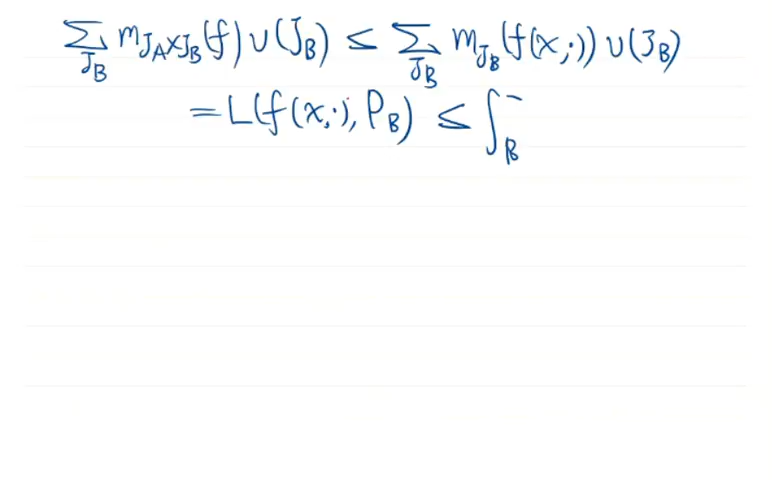 ∑_{J_B} m_{J_A×J_B}(f) υ(J_B) ≤ ∑_{J_B} m_{J_B}(f(x,·)) υ(J_B)
= L(f(x,·), P_B) ≤ ∫̄_B